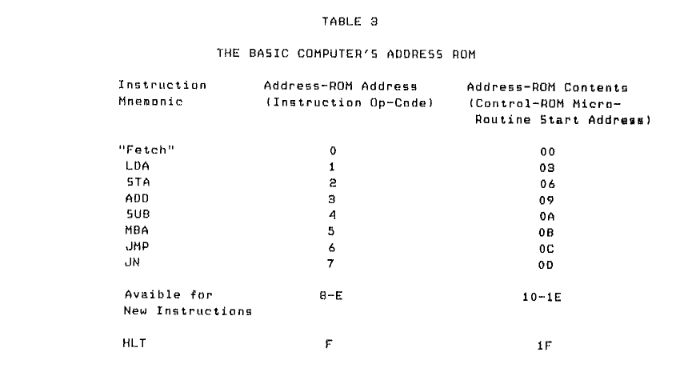 TABLE 3
THE BASIC COMPUTER'S ADDRESS ROM
Instruction Address-ROM Address Address-ROM Contents
Mnemonic (Instruction Op-Code) (Control-ROM Micro-
Routine Start Address)
"Fetch" 0 00
LDA 1 03
STA 2 06
ADD 3 09
SUB 4 0A
MBA 5 0B
JMP 6 0C
JN 7 0D
Avaible for 8-E 10-1E
New Instructions
HLT F 1F